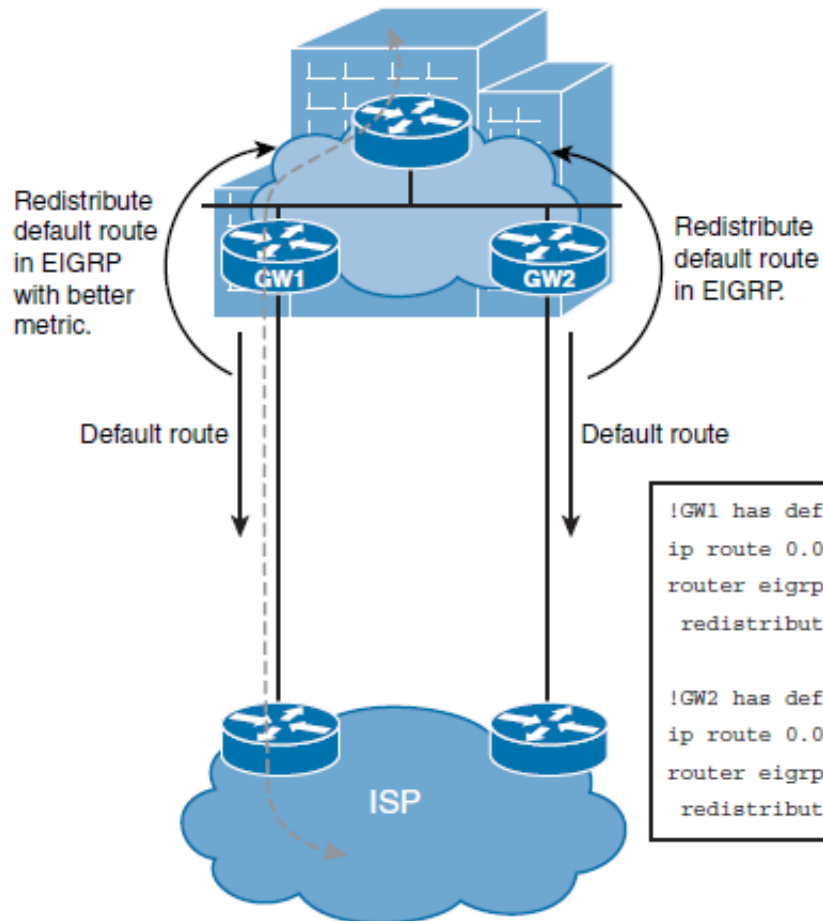 Redistribute
default route
in EIGRP
with better
metric.
GW1
GW2
Redistribute
default route
in EIGRP.
Default route
Default route
!GW1 has def
ip route 0.0
router eigrp
redistribut
!GW2 has def
ip route 0.0
router eigrp
redistribut
ISP